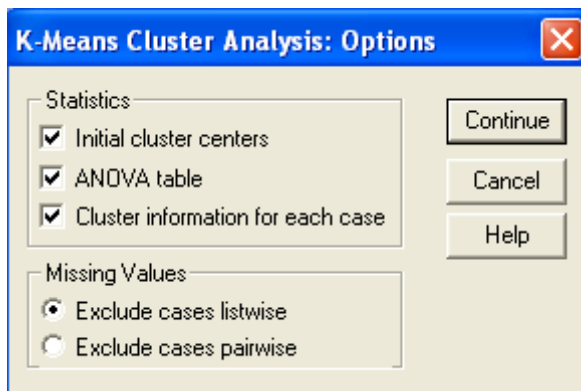 K-Means Cluster Analysis: Options
Statistics
Initial cluster centers
ANOVA table
Cluster information for each case
Missing Values
Exclude cases listwise
Exclude cases pairwise
Continue
Cancel
Help